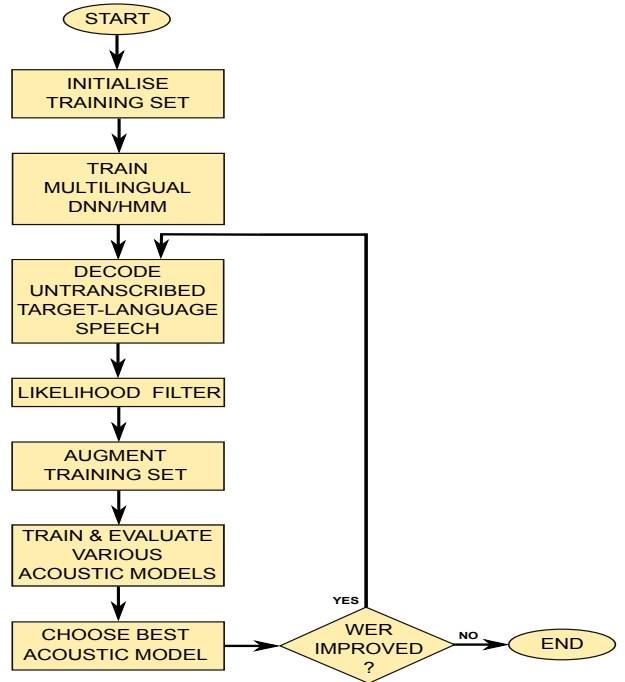 START
INITIALISE
TRAINING SET
TRAIN
MULTILINGUAL
DNN/HMM
DECODE
UNTRANSCRIBED
TARGET-LANGUAGE
SPEECH
LIKELIHOOD FILTER
AUGMENT
TRAINING SET
TRAIN & EVALUATE
VARIOUS
ACOUSTIC MODELS
CHOOSE BEST
ACOUSTIC MODEL
YES
WER
IMPROVED
?
NO
END